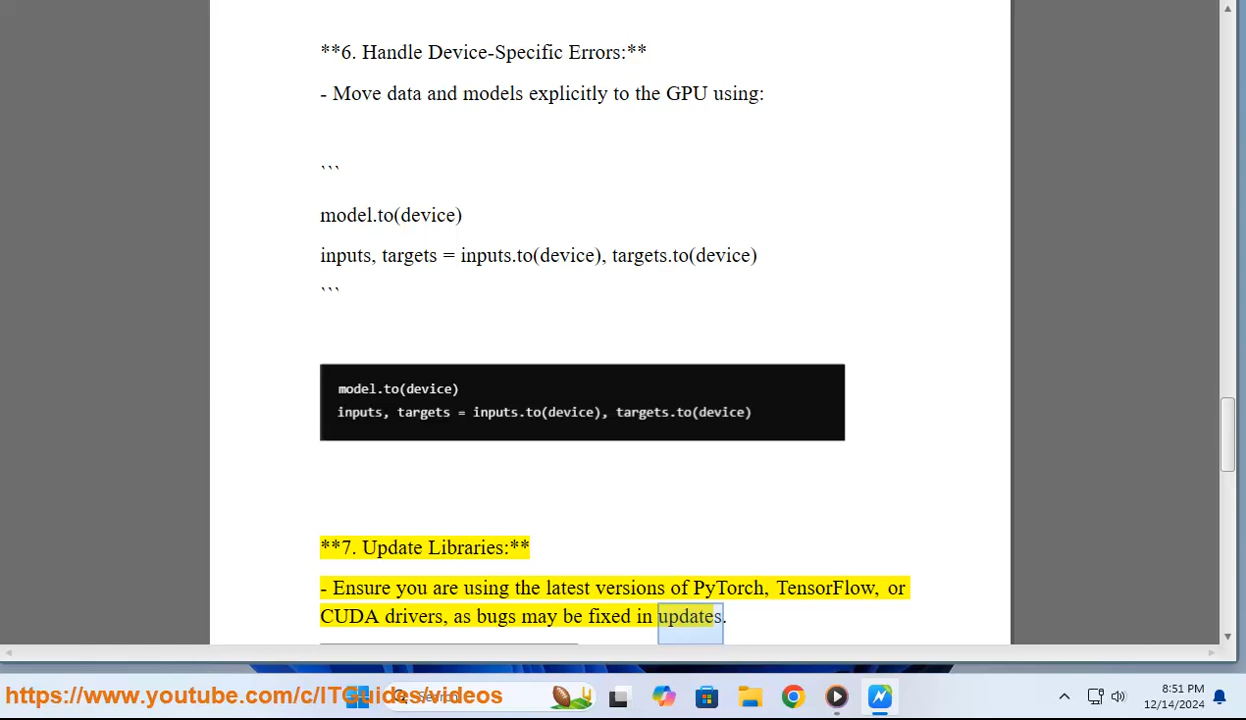 **6. Handle Device-Specific Errors:**
- Move data and models explicitly to the GPU using:
```
model.to(device)
inputs, targets = inputs.to(device), targets.to(device)
```
model.to(device)
inputs, targets = inputs.to(device), targets.to(device)
**7. Update Libraries:**
- Ensure you are using the latest versions of PyTorch, TensorFlow, or
CUDA drivers, as bugs may be fixed in updates.
https://www.youtube.com/c/ITGuides/videos
Search
8:51 PM
12/14/2024